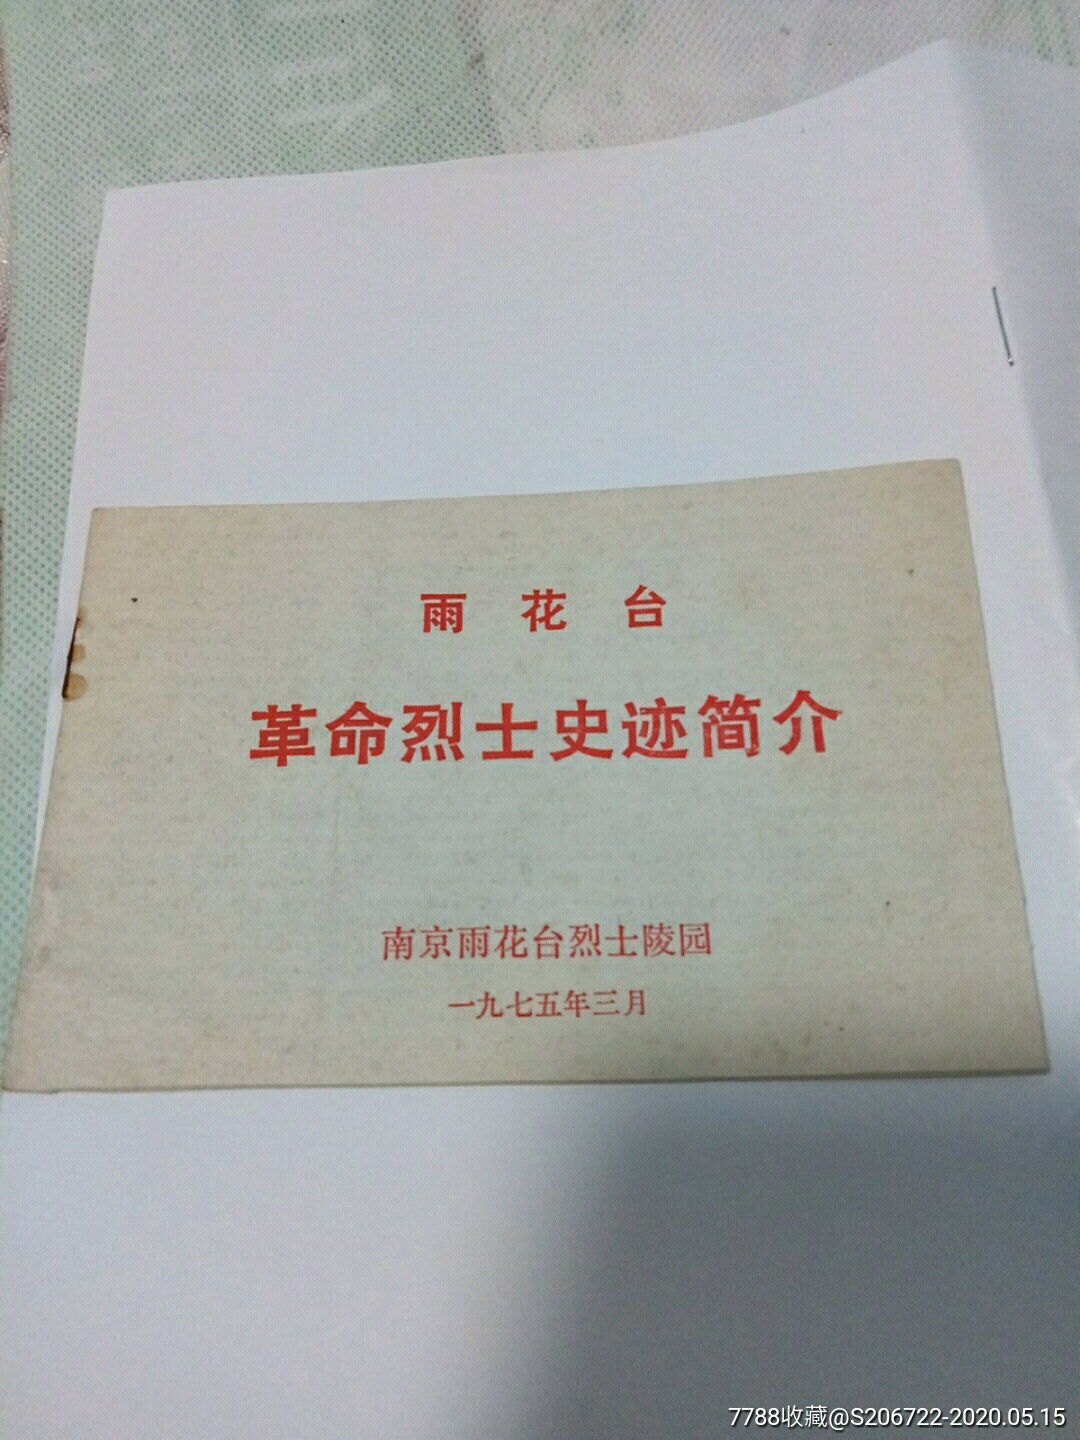 雨花台
革命烈士史迹简介
南京雨花台烈士陵园
一九七五年三月
7788收藏@S206722-2020.05.15